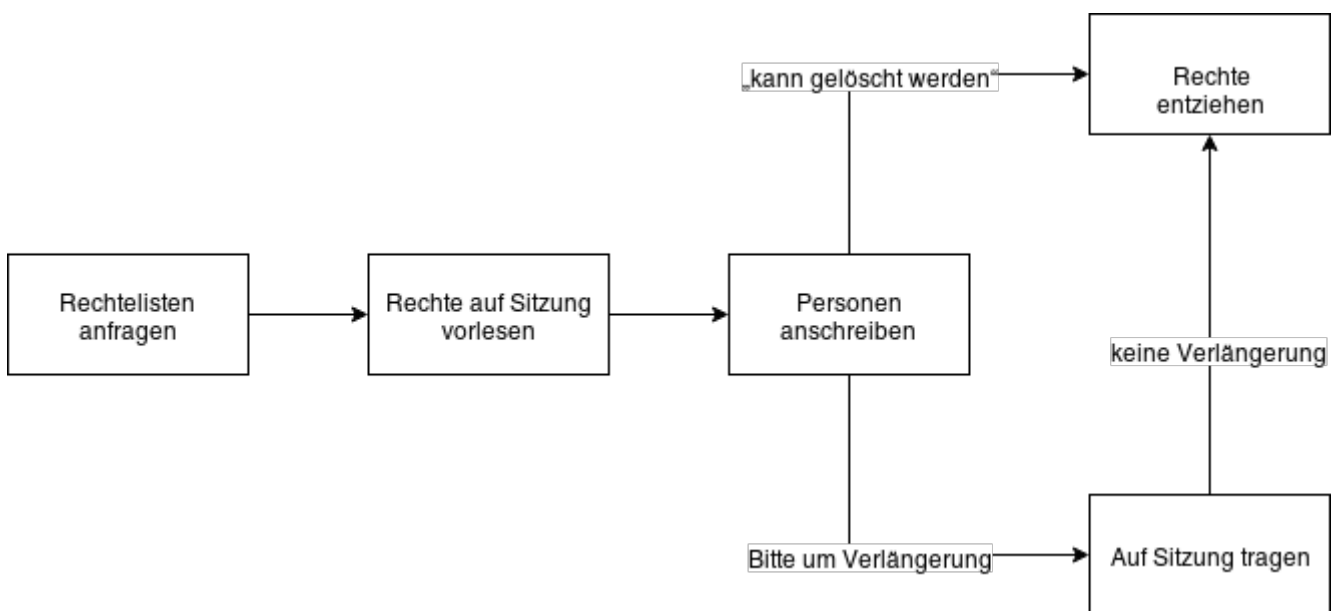 „kann gelöscht werden“
Rechte
entziehen
Rechtelisten
anfragen
Rechte auf Sitzung
vorlesen
Personen
anschreiben
keine Verlängerung
Bitte um Verlängerung
Auf Sitzung tragen